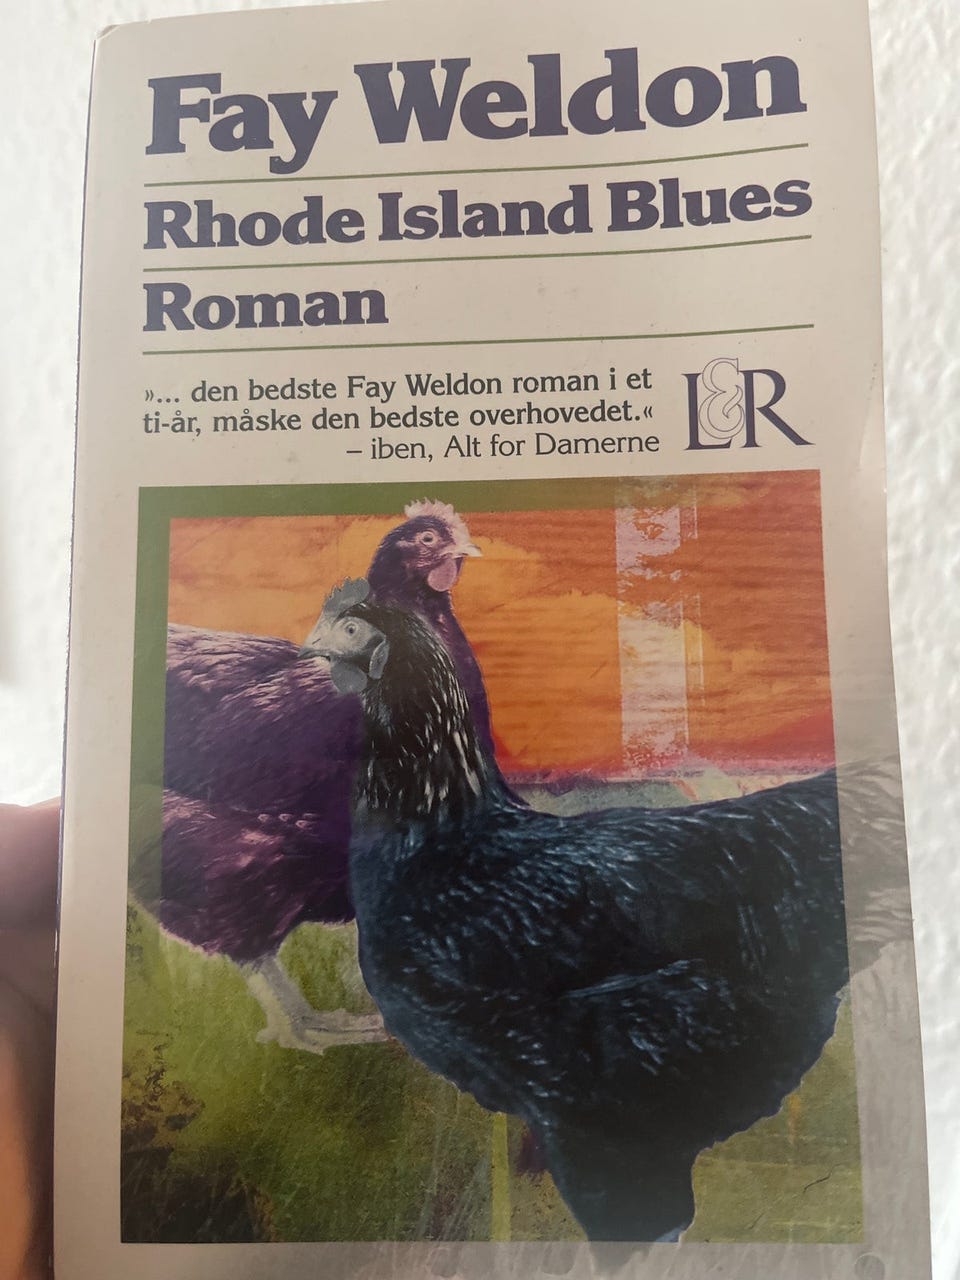 Fay Weldon
Rhode Island Blues
Roman
»... den bedste Fay Weldon roman i et
ti-år, måske den bedste overhovedet.«
– iben, Alt for Damerne
L&R